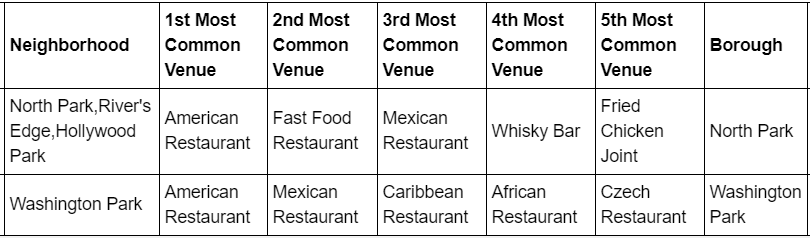 Neighborhood 1st Most Common Venue 2nd Most Common Venue 3rd Most Common Venue 4th Most Common Venue 5th Most Common Venue Borough
North Park,River's Edge,Hollywood Park American Restaurant Fast Food Restaurant Mexican Restaurant Whisky Bar Fried Chicken Joint North Park
Washington Park American Restaurant Mexican Restaurant Caribbean Restaurant African Restaurant Czech Restaurant Washington Park